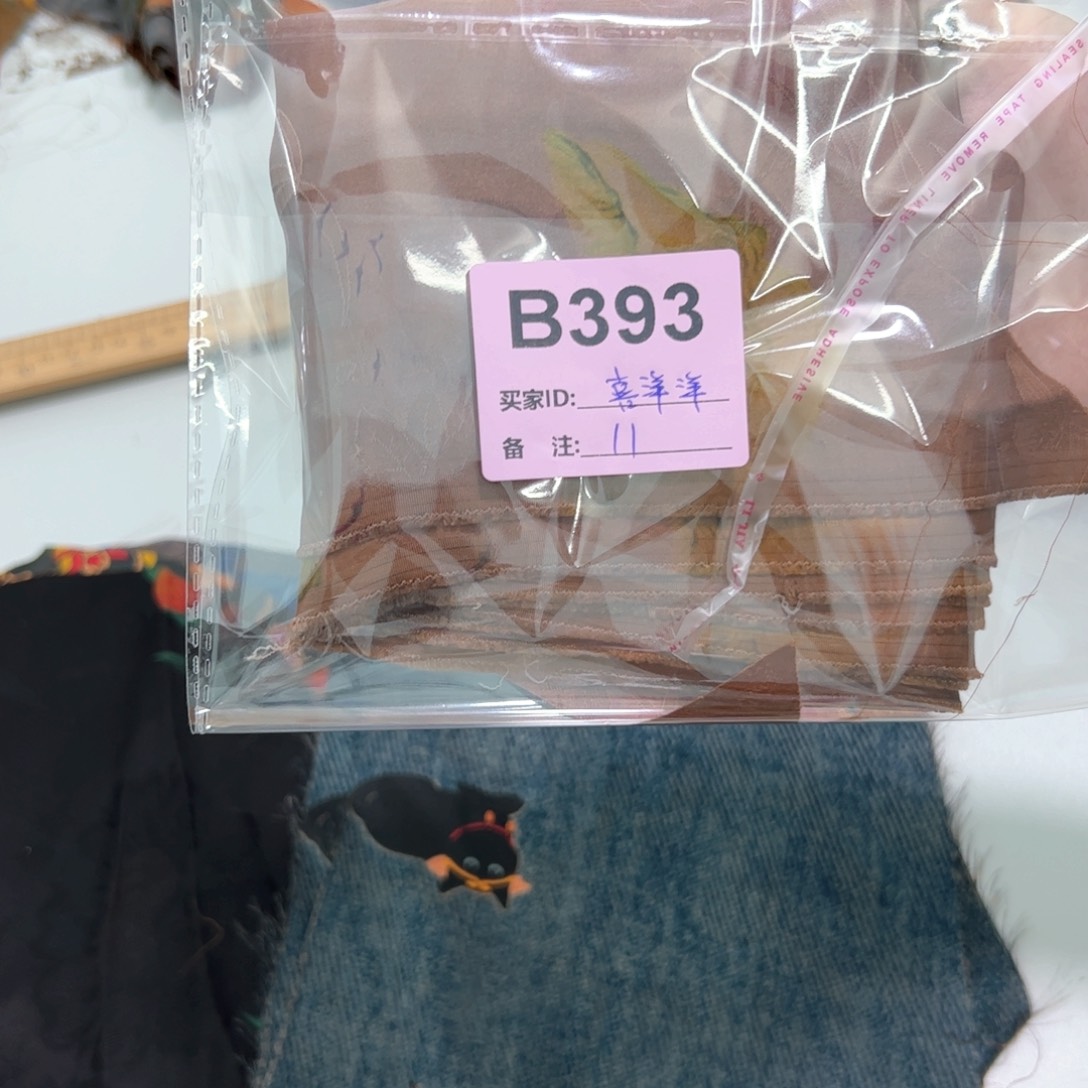 B393
买家ID: 喜洋洋
备 注: 11
SEALING TAPE REMOVE LINER TO EXPOSE ADHESIVE